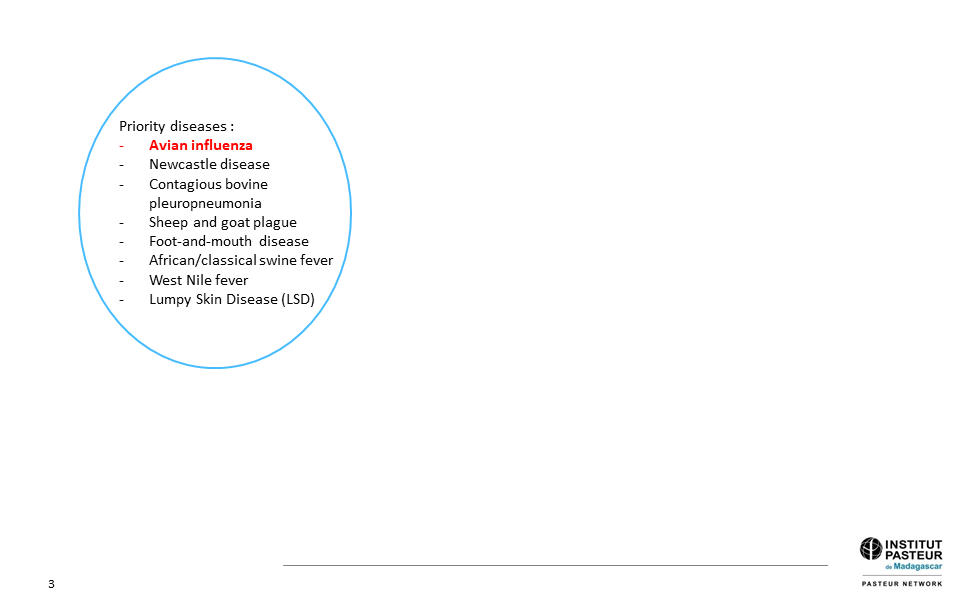 Priority diseases :
- Avian influenza
- Newcastle disease
- Contagious bovine
pleuropneumonia
- Sheep and goat plague
- Foot-and-mouth disease
- African/classical swine fever
- West Nile fever
- Lumpy Skin Disease (LSD)
INSTITUT
PASTEUR
de Madagascar
PASTEUR NETWORK
3